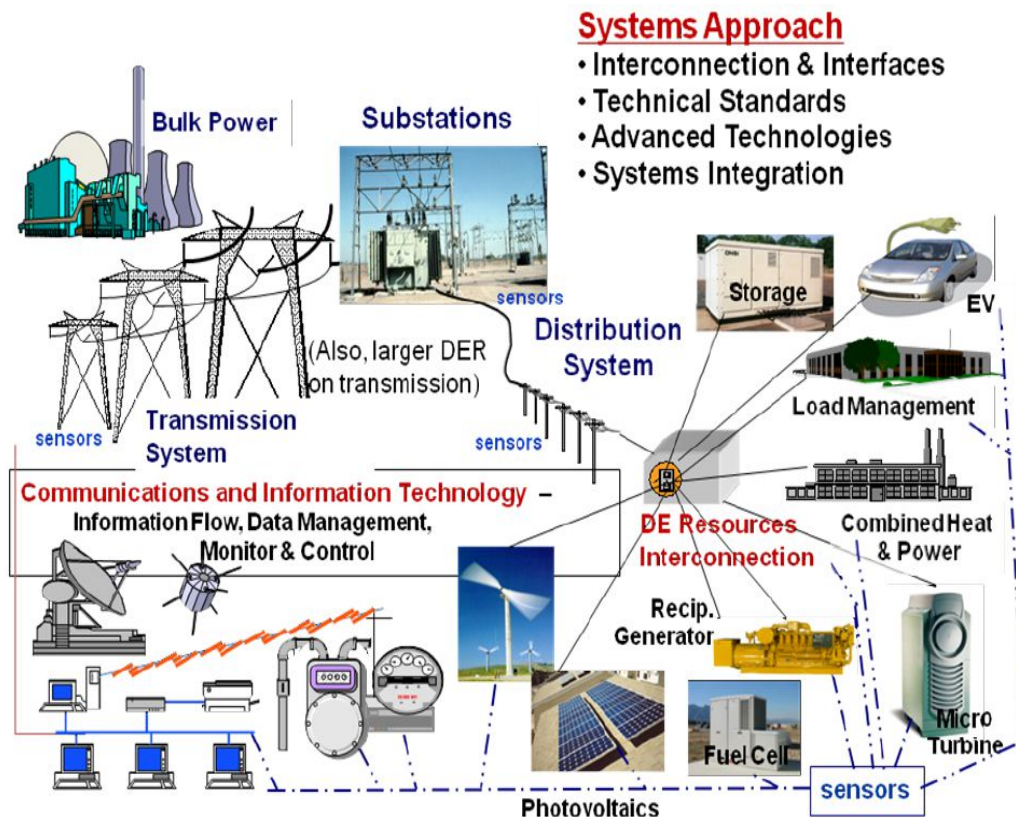 Systems Approach
• Interconnection & Interfaces
• Technical Standards
• Advanced Technologies
• Systems Integration
Bulk Power
Substations
sensors
Storage
EV
Distribution
System
(Also, larger DER
on transmission)
Load Management
sensors
Transmission
System
sensors
Communications and Information Technology –
Information Flow, Data Management,
Monitor & Control
DE Resources
Interconnection
Combined Heat
& Power
Recip.
Generator
Fuel Cell
Micro
Turbine
Photovoltaics
sensors